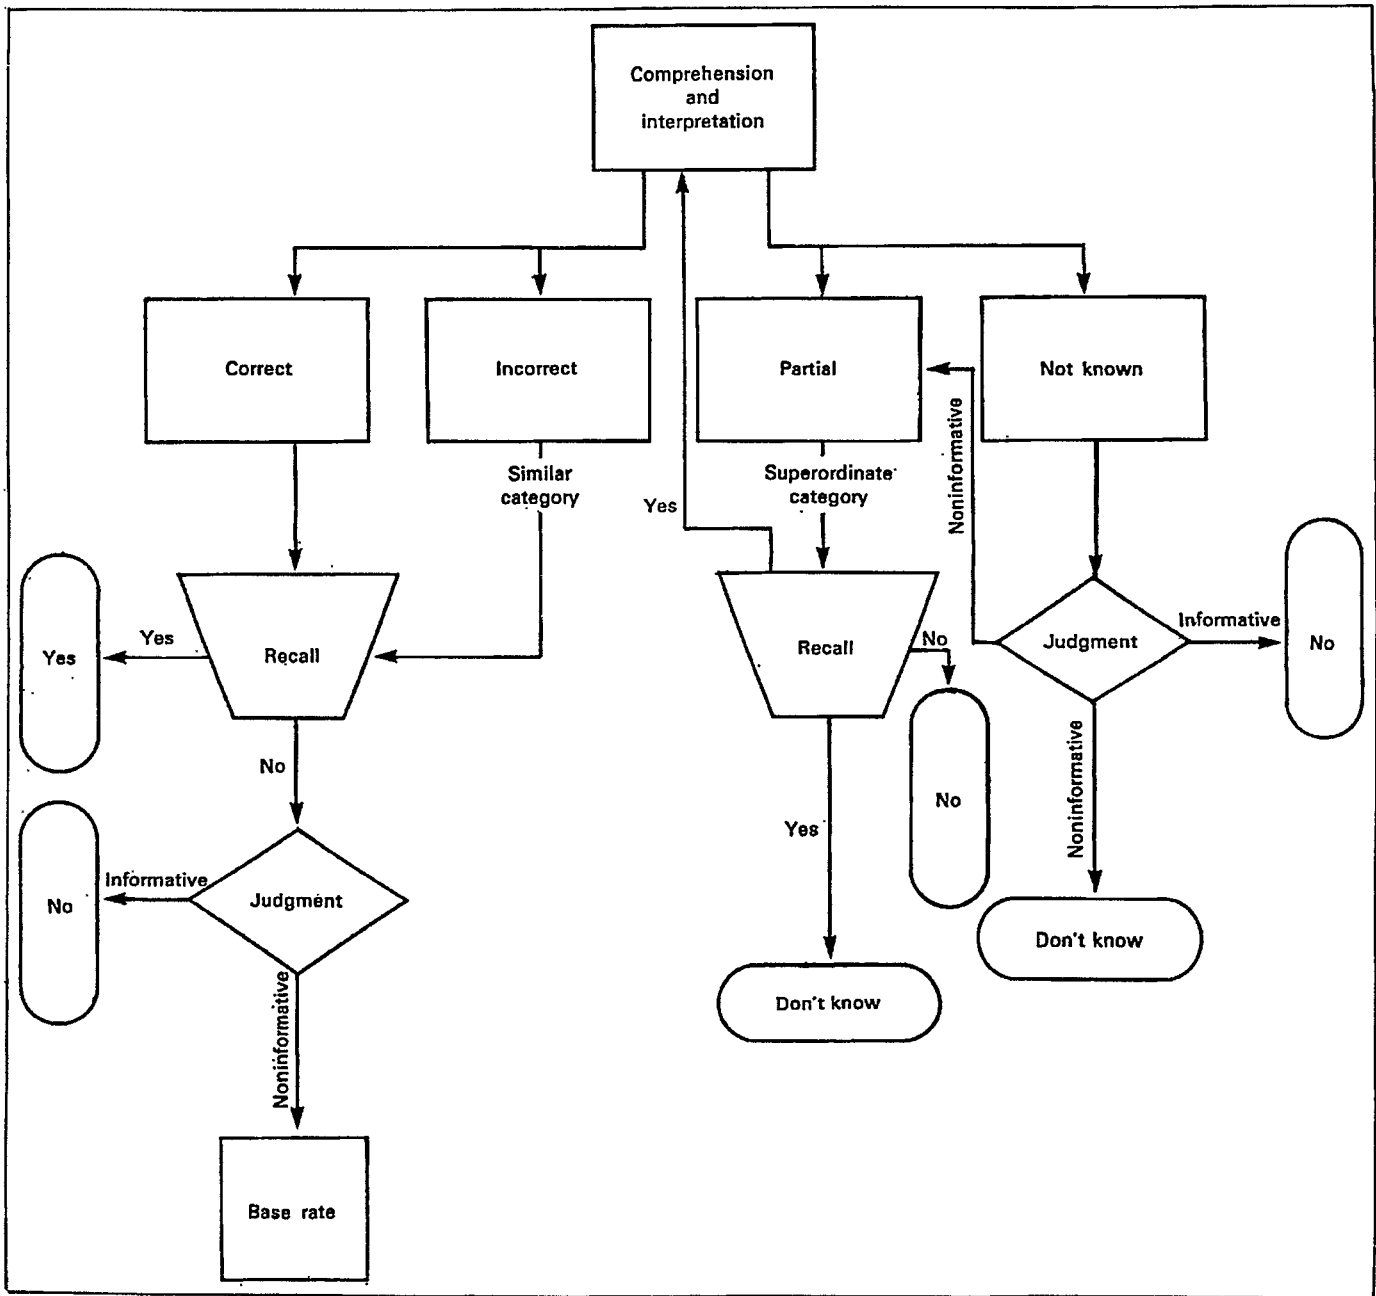 Comprehension
and
interpretation
Correct
Incorrect
Partial
Not known
Similar
category
Yes
Superordinate
category
Noninformative
Yes
Yes
Recall
Recall
No
Judgment
Informative
No
No
No
Yes
Noninformative
Don't know
No
Informative
Judgment
Don't know
Noninformative
Base rate